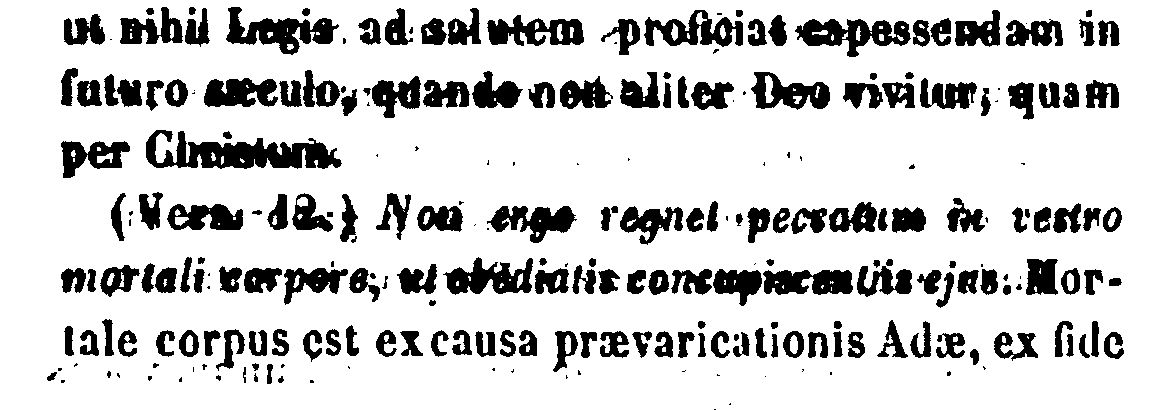 ut nihil Legis ad salutem proficiat capessendam in
futuro sæculo, quando non aliter Deo vivitur, quam
per Christum.
(Vers. 12.) Non ergo regnet peccatum in vestro
mortali corpore, ut obediatis concupiscentiis ejus. Mor-
tale corpus est ex causa prævaricationis Adæ, ex fide